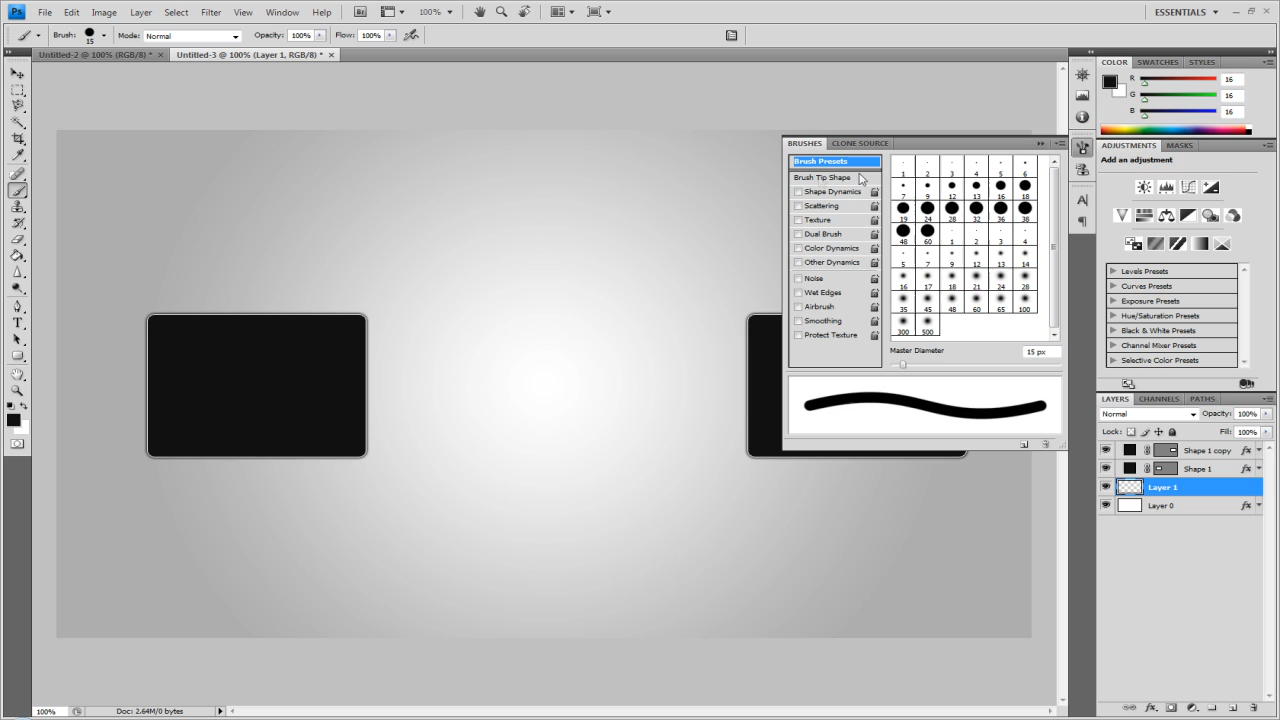 Ps File Edit Image Layer Select Filter View Window Help Br 100% ESSENTIALS
Brush: 15 Mode: Normal Opacity: 100% Flow: 100%
Untitled-2 @ 100% (RGB/8) * × Untitled-3 @ 100% (Layer 1, RGB/8) * ×
COLOR SWATCHES STYLES
R 16
G 16
B 16
BRUSHES CLONE SOURCE
Brush Presets
Brush Tip Shape
Shape Dynamics
Scattering
Texture
Dual Brush
Color Dynamics
Other Dynamics
Noise
Wet Edges
Airbrush
Smoothing
Protect Texture
1 2 3 4 5 6
7 9 12 13 16 18
19 24 28 32 36 38
48 60 1 2 3 4
5 7 9 12 13 14
16 17 18 21 24 28
35 45 48 60 65 100
300 500
Master Diameter 15 px
ADJUSTMENTS MASKS
Add an adjustment
Levels Presets
Curves Presets
Exposure Presets
Hue/Saturation Presets
Black & White Presets
Channel Mixer Presets
Selective Color Presets
LAYERS CHANNELS PATHS
Normal Opacity: 100%
Lock: Fill: 100%
Shape 1 copy fx
Shape 1 fx
Layer 1
Layer 0 fx
100% Doc: 2.64M/0 bytes